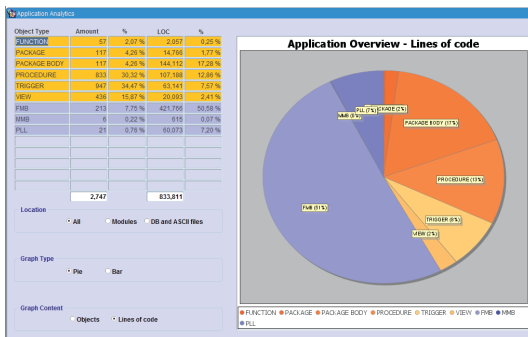 Application Analytics
Object Type Amount % LOC %
FUNCTION 57 2,07 % 2,057 0,25 %
PACKAGE 117 4,26 % 14,766 1,77 %
PACKAGE BODY 117 4,26 % 144,112 17,28 %
PROCEDURE 833 30,32 % 107,188 12,86 %
TRIGGER 947 34,47 % 63,141 7,57 %
VIEW 436 15,87 % 20,093 2,41 %
FMB 213 7,75 % 421,766 50,58 %
MMB 6 0,22 % 615 0,07 %
PLL 21 0,76 % 60,073 7,20 %
2,747 833,811
Location
All Modules DB and ASCII files
Graph Type
Pie Bar
Graph Content
Objects Lines of code
Application Overview - Lines of code
PLL (7%)
CKAGE (2%)
MMB (0%)
PACKAGE BODY (17%)
PROCEDURE (13%)
FMB (51%)
TRIGGER (8%)
VIEW (2%)
FUNCTION PACKAGE PACKAGE BODY PROCEDURE TRIGGER VIEW FMB MMB
PLL